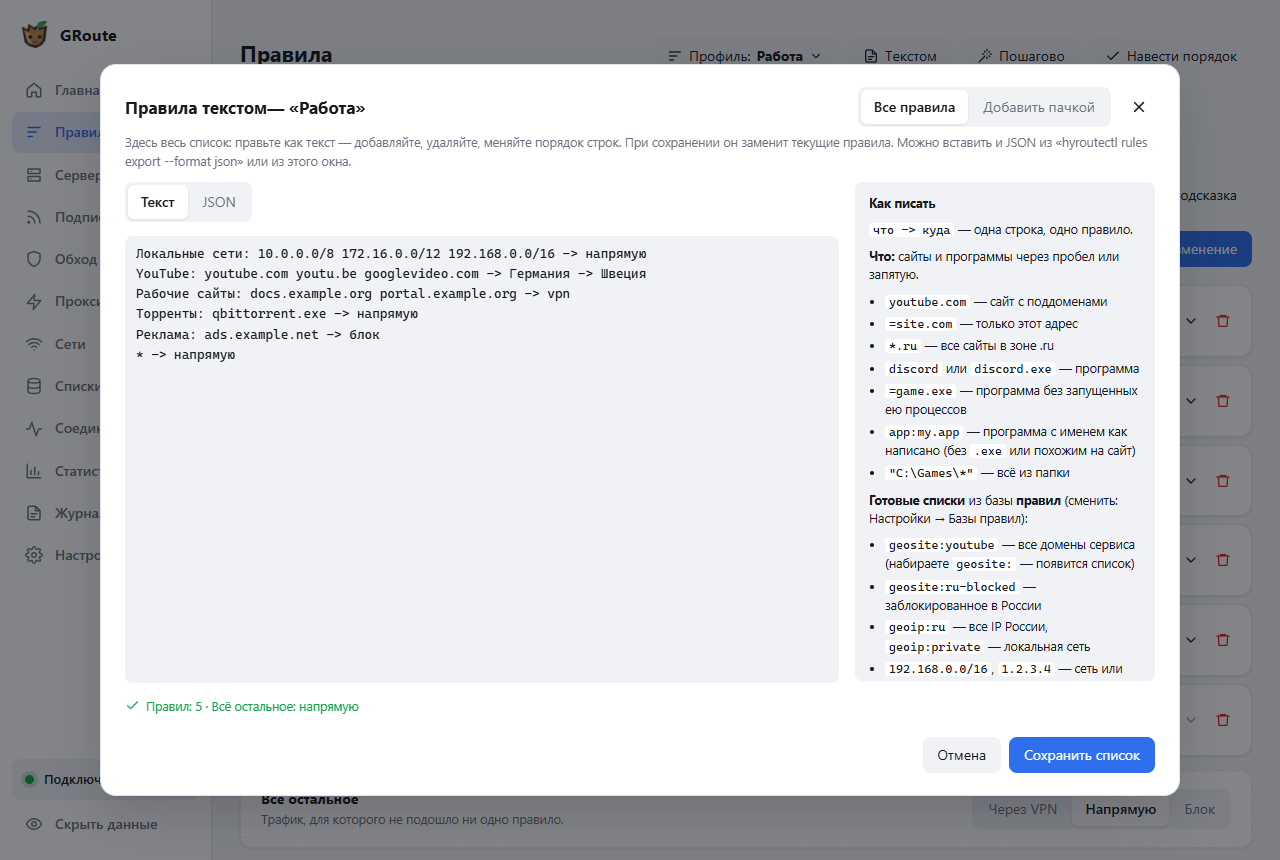 GRoute
Правила
Профиль: Работа
Текстом
Пошагово
Навести порядок
Правила текстом— «Работа»
Все правила
Добавить пачкой
Здесь весь список: правьте как текст — добавляйте, удаляйте, меняйте порядок строк. При сохранении он заменит текущие правила. Можно вставить и JSON из «hyroutectl rules
export --format json» или из этого окна.
Текст
JSON
Локальные сети: 10.0.0.0/8 172.16.0.0/12 192.168.0.0/16 -> напрямую
YouTube: youtube.com youtu.be googlevideo.com -> Германия -> Швеция
Рабочие сайты: docs.example.org portal.example.org -> vpn
Торренты: qbittorrent.exe -> напрямую
Реклама: ads.example.net -> блок
* -> напрямую
Правил: 5 · Всё остальное: напрямую
Как писать
что -> куда — одна строка, одно правило.
Что: сайты и программы через пробел или
запятую.
• youtube.com — сайт с поддоменами
• =site.com — только этот адрес
• *.ru — все сайты в зоне .ru
• discord или discord.exe — программа
• =game.exe — программа без запущенных
ею процессов
• app:my.app — программа с именем как
написано (без .exe или похожим на сайт)
• "C:\Games\*" — всё из папки
Готовые списки из базы правил (сменить:
Настройки → Базы правил):
• geosite:youtube — все домены сервиса
(набираете geosite: — появится список)
• geosite:ru-blocked —
заблокированное в России
• geoip:ru — все IP России,
geoip:private — локальная сеть
• 192.168.0.0/16, 1.2.3.4 — сеть или
Отмена
Сохранить список
Главна
Правил
Сервер
Подпис
Обход
Прокси
Сети
Списки
Соедин
Статист
Журна
Настро
Подключ
Скрыть данные
одсказка
менение
Все остальное
Трафик, для которого не подошло ни одно правило.
Через VPN
Напрямую
Блок